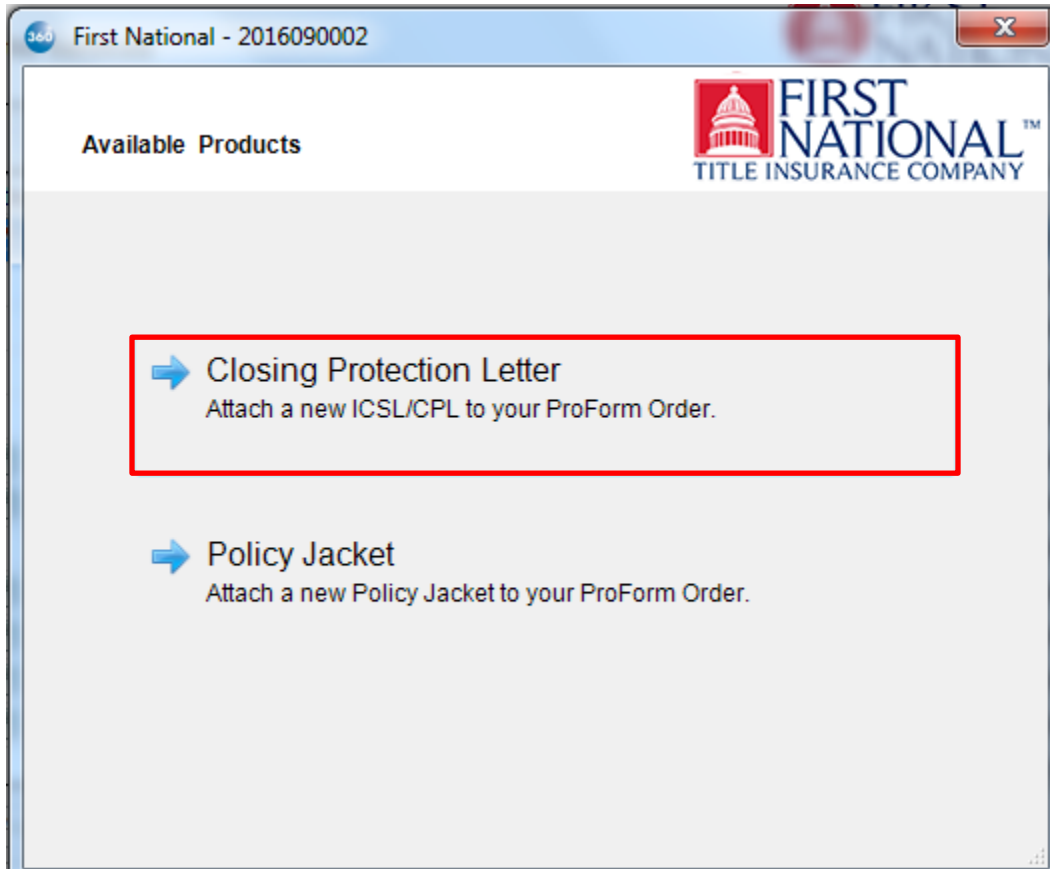 360 First National - 2016090002
Available Products
FIRST
NATIONAL™
TITLE INSURANCE COMPANY
Closing Protection Letter
Attach a new ICSL/CPL to your ProForm Order.
Policy Jacket
Attach a new Policy Jacket to your ProForm Order.